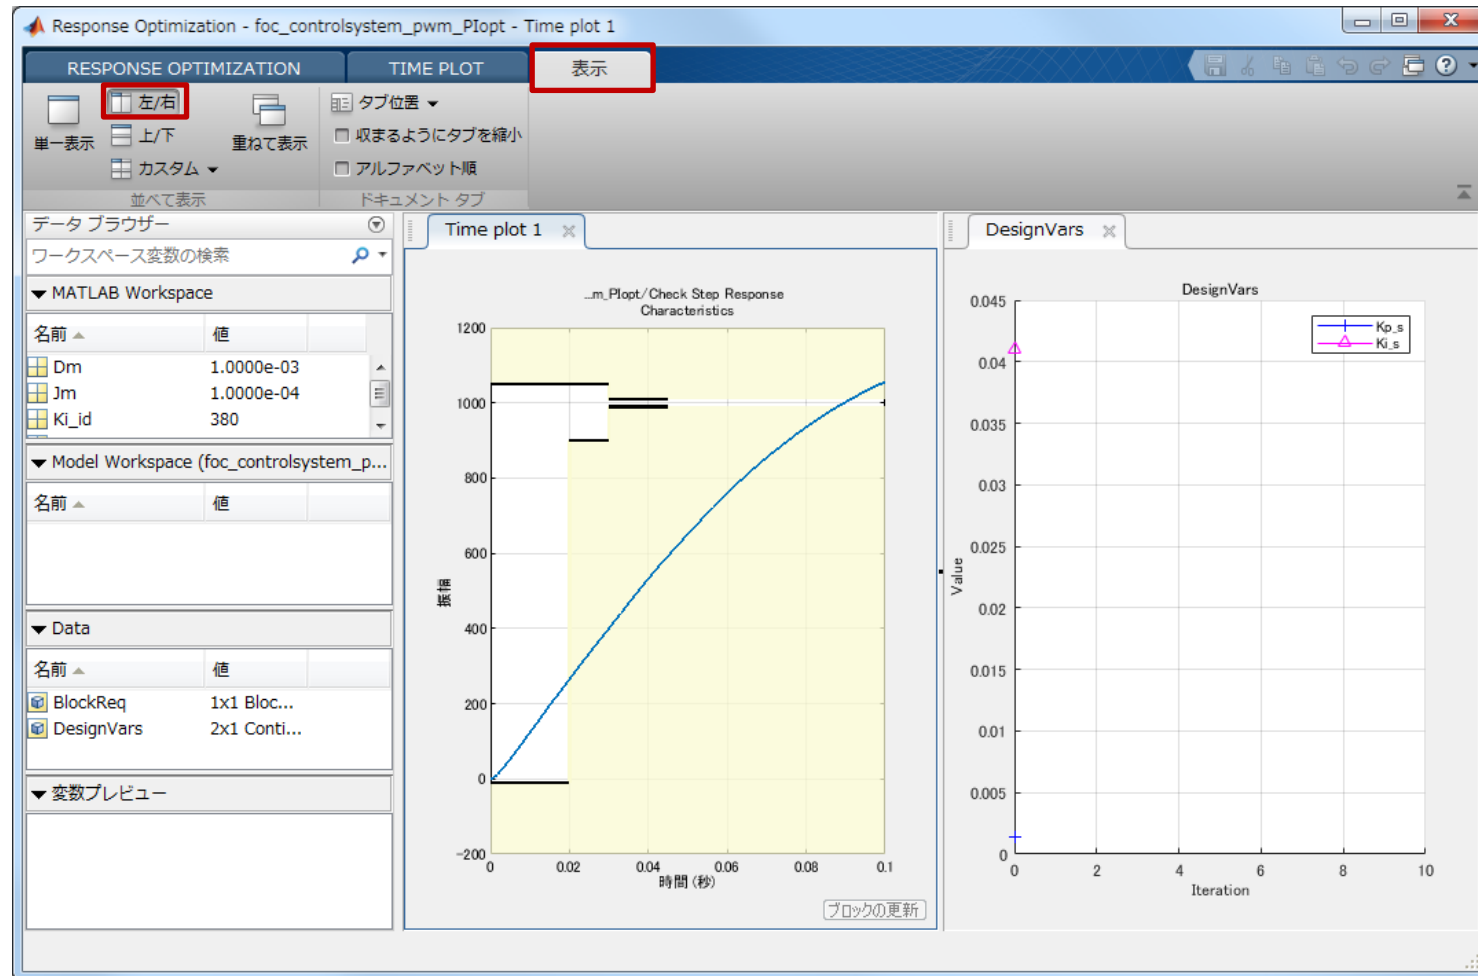 Response Optimization - foc_controlsystem_pwm_PIopt - Time plot 1
RESPONSE OPTIMIZATION
TIME PLOT
表示
単一表示
左/右
上/下
カスタム
重ねて表示
並べて表示
タブ位置
収まるようにタブを縮小
アルファベット順
ドキュメント タブ
データ ブラウザー
ワークスペース変数の検索
MATLAB Workspace
名前 値
Dm 1.0000e-03
Jm 1.0000e-04
Ki_id 380
Model Workspace (foc_controlsystem_p...
名前 値
Data
名前 値
BlockReq 1x1 Bloc...
DesignVars 2x1 Conti...
変数プレビュー
Time plot 1
...m_PIopt/Check Step Response
Characteristics
1200
1000
800
600
400
200
0
-200
振幅
0 0.02 0.04 0.06 0.08 0.1
時間 (秒)
ブロックの更新
DesignVars
DesignVars
Kp_s
Ki_s
0.045
0.04
0.035
0.03
0.025
0.02
0.015
0.01
0.005
0
Value
0 2 4 6 8 10
Iteration